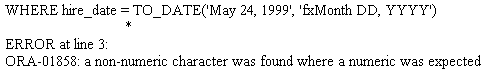 WHERE hire_date = TO_DATE('May 24, 1999', 'fxMonth DD, YYYY')
*
ERROR at line 3:
ORA-01858: a non-numeric character was found where a numeric was expected